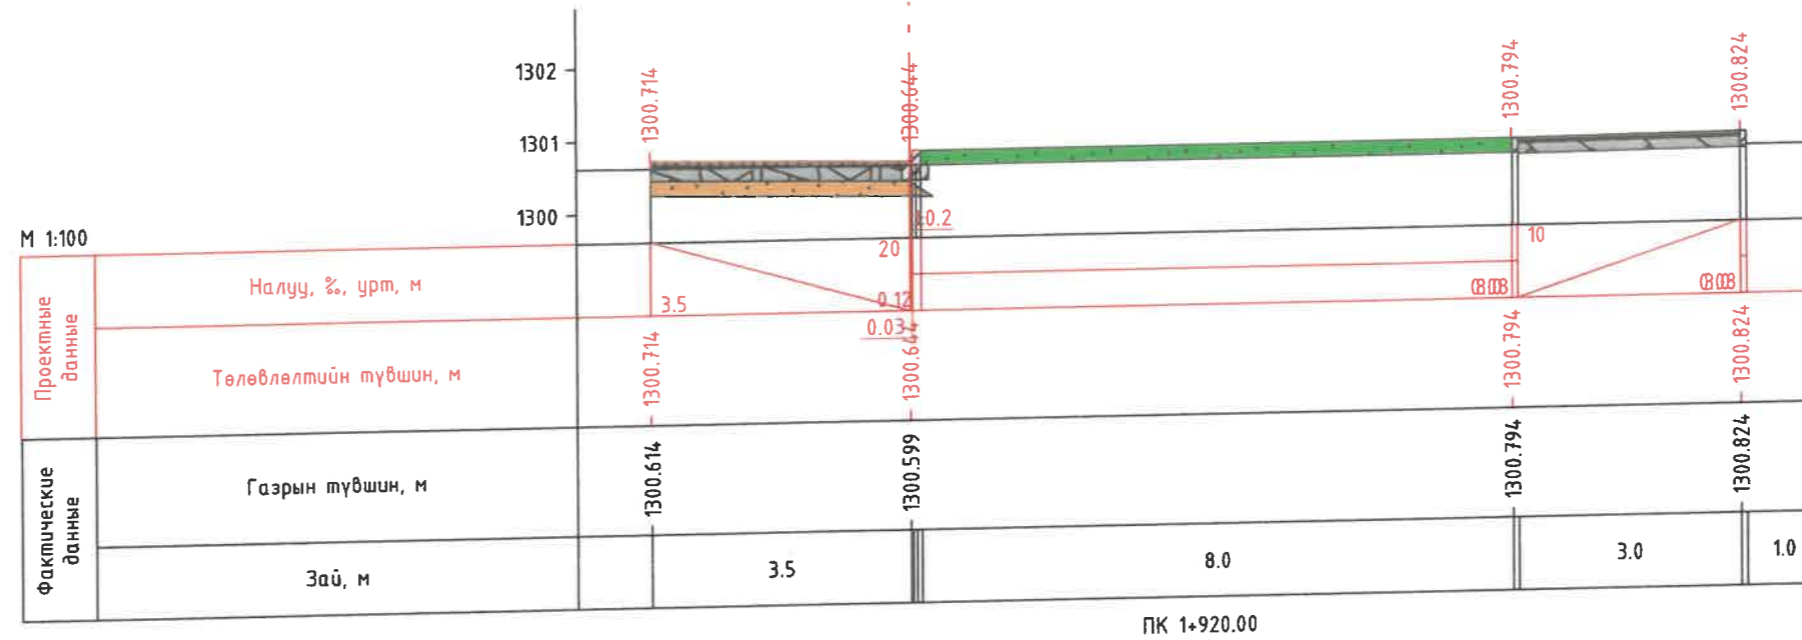 1302
1301
1300
1300.714
1300.644
1300.794
1300.824
М 1:100
Проектные
данные
Налуу, ‰, урт, м
3.5
20
0.12
0.2
0.03
10
Төлөвлөлтийн түвшин, м
1300.714
1300.644
1300.794
1300.824
Фактические
данные
Газрын түвшин, м
1300.614
1300.599
1300.794
1300.824
Зай, м
3.5
8.0
3.0
1.0
ПК 1+920.00